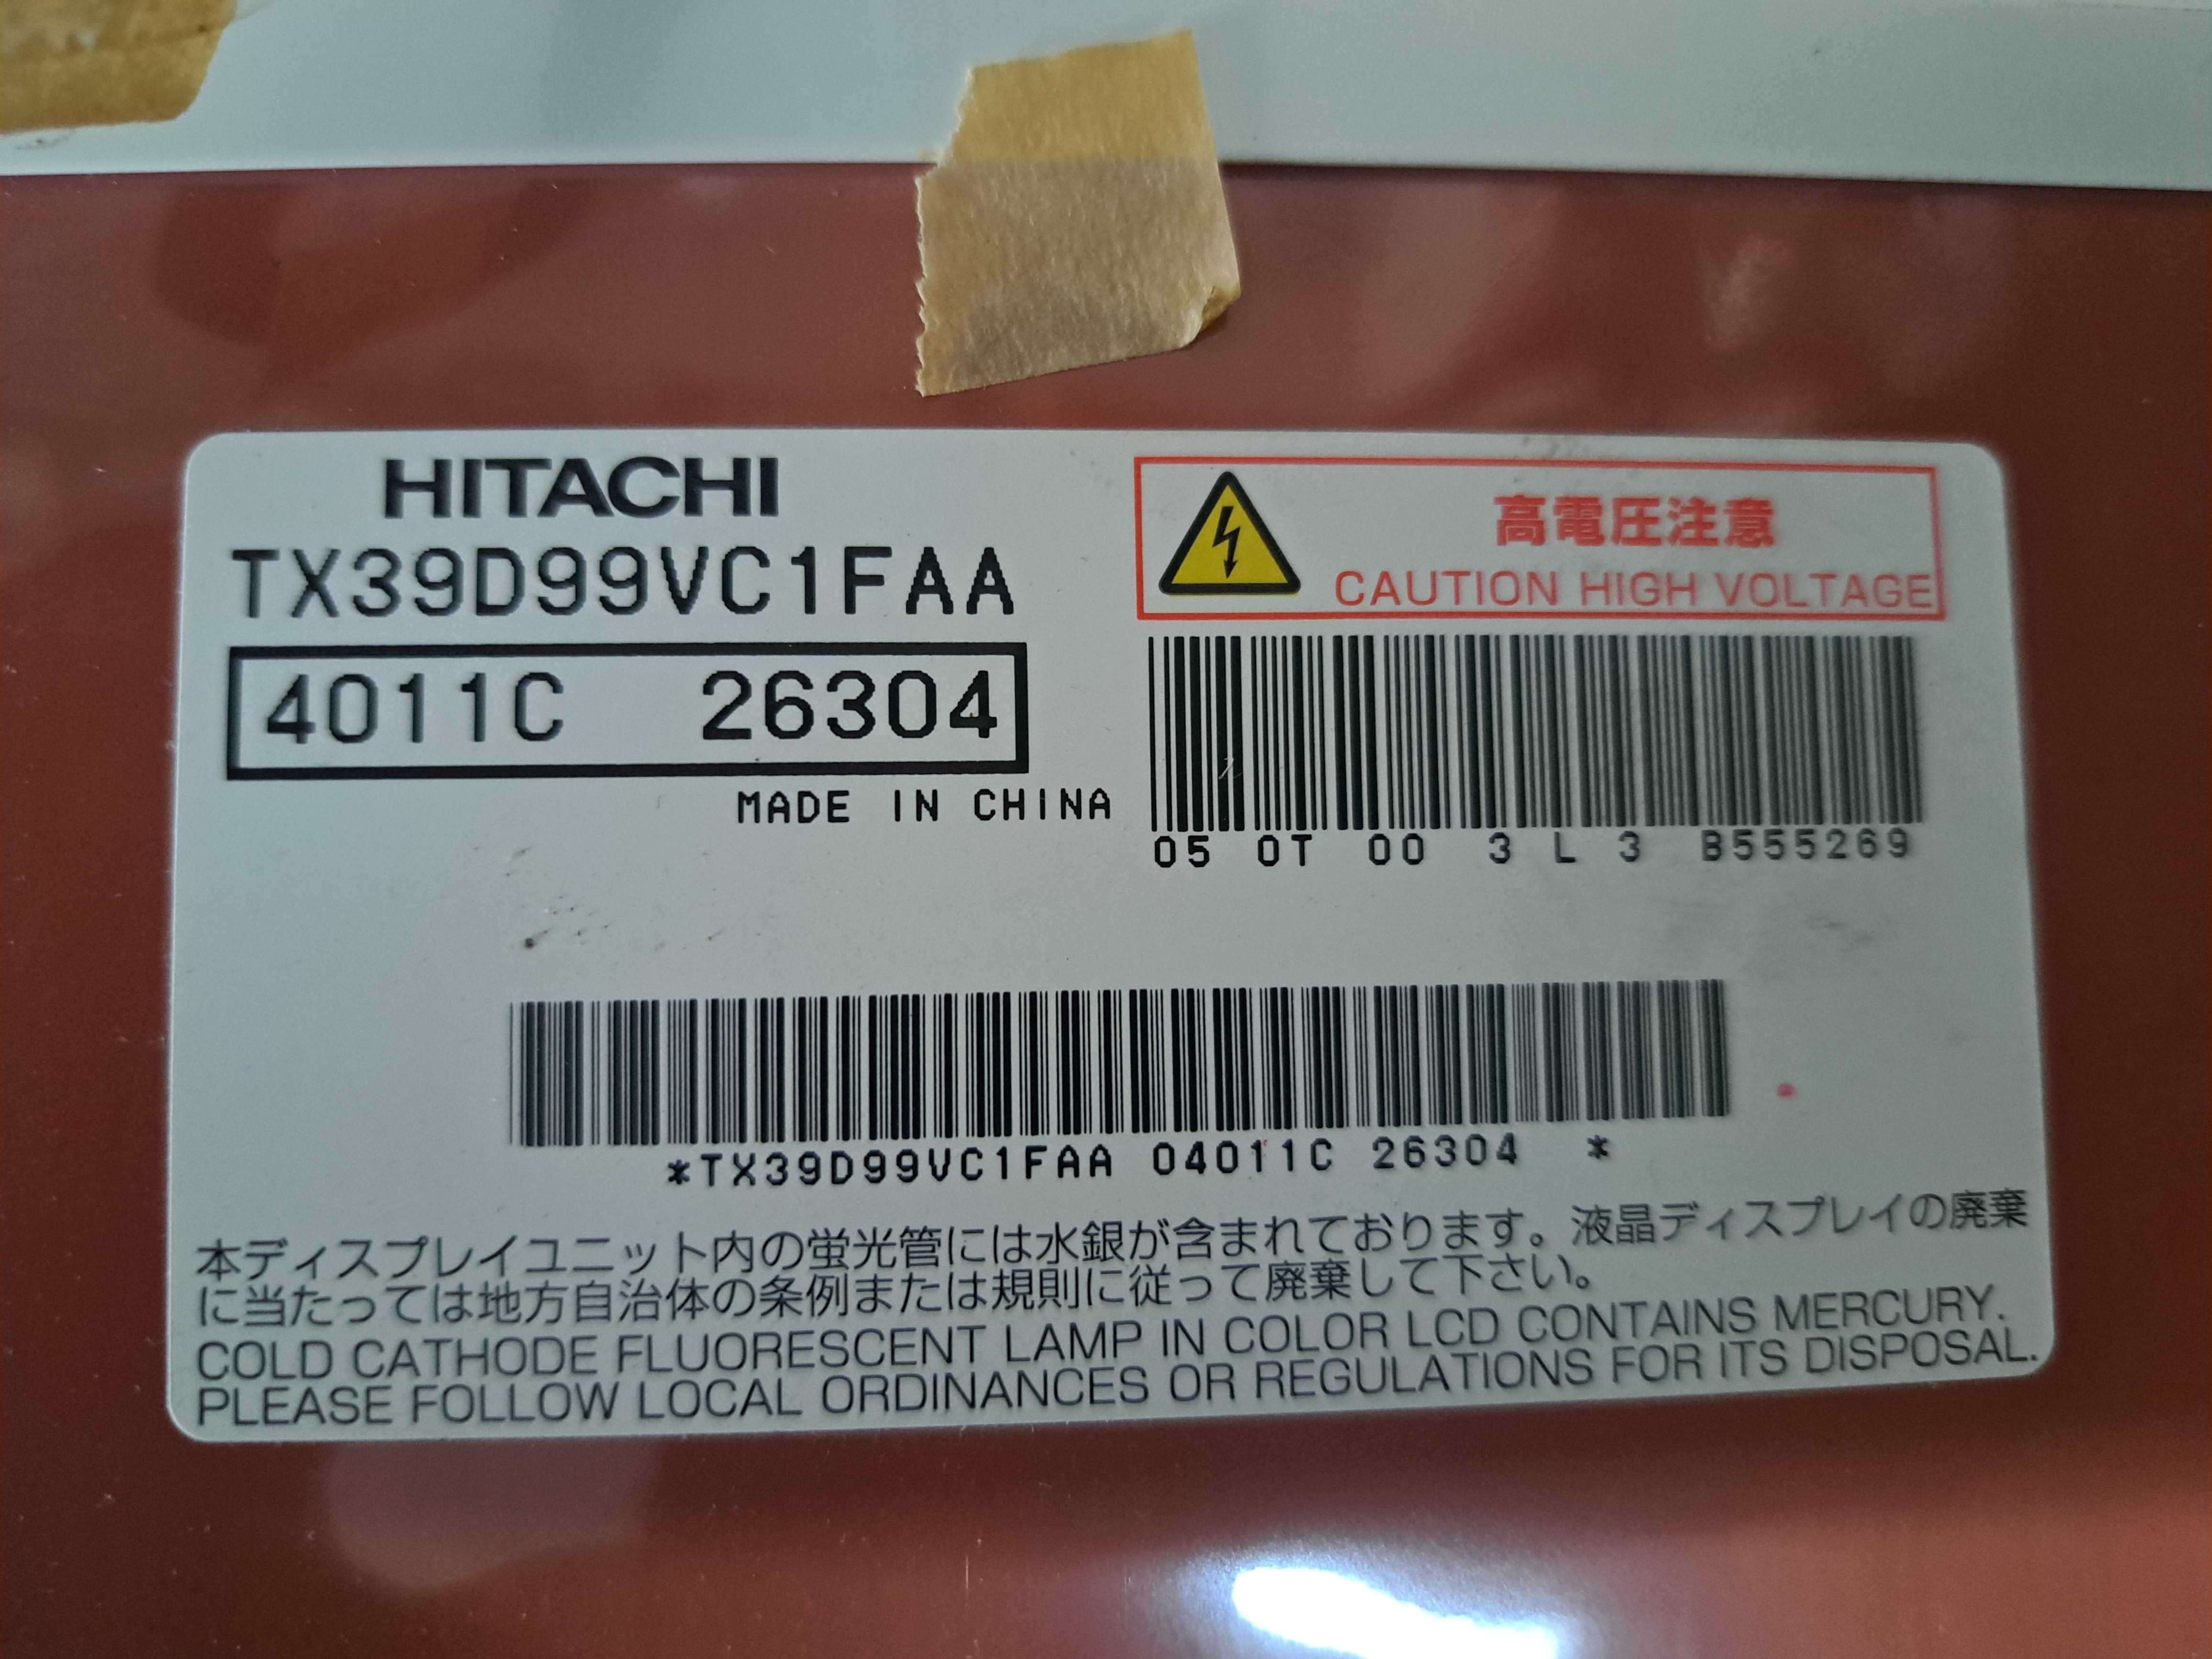 HITACHI
TX39D99VC1FAA
4011C 26304
MADE IN CHINA
高電圧注意
CAUTION HIGH VOLTAGE
05 0T 00 3 L 3 B555269
*TX39D99VC1FAA 04011C 26304 *
本ディスプレイユニット内の蛍光管には水銀が含まれております。液晶ディスプレイの廃棄
に当たっては地方自治体の条例または規則に従って廃棄して下さい。
COLD CATHODE FLUORESCENT LAMP IN COLOR LCD CONTAINS MERCURY.
PLEASE FOLLOW LOCAL ORDINANCES OR REGULATIONS FOR ITS DISPOSAL.